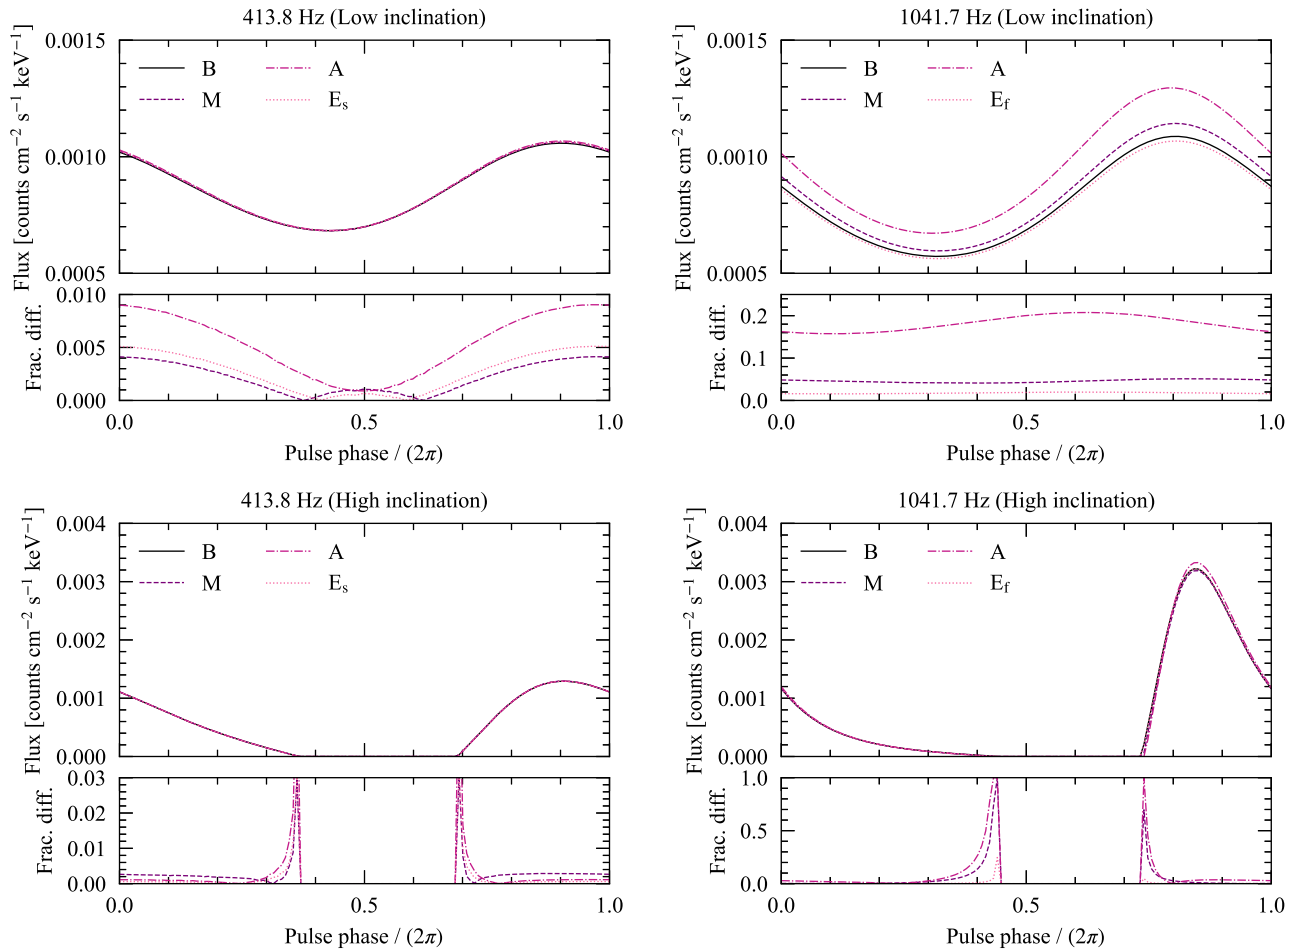 413.8 Hz (Low inclination)
Flux [counts cm−2 s−1 keV−1]
0.0015
0.0010
0.0005
B
M
A
Es
Frac. diff.
0.010
0.005
0.000
0.0 0.5 1.0
Pulse phase / (2π)
1041.7 Hz (Low inclination)
Flux [counts cm−2 s−1 keV−1]
0.0015
0.0010
0.0005
B
M
A
Ef
Frac. diff.
0.2
0.1
0.0
0.0 0.5 1.0
Pulse phase / (2π)
413.8 Hz (High inclination)
Flux [counts cm−2 s−1 keV−1]
0.004
0.003
0.002
0.001
0.000
B
M
A
Es
Frac. diff.
0.03
0.02
0.01
0.00
0.0 0.5 1.0
Pulse phase / (2π)
1041.7 Hz (High inclination)
Flux [counts cm−2 s−1 keV−1]
0.004
0.003
0.002
0.001
0.000
B
M
A
Ef
Frac. diff.
1.0
0.5
0.0
0.0 0.5 1.0
Pulse phase / (2π)